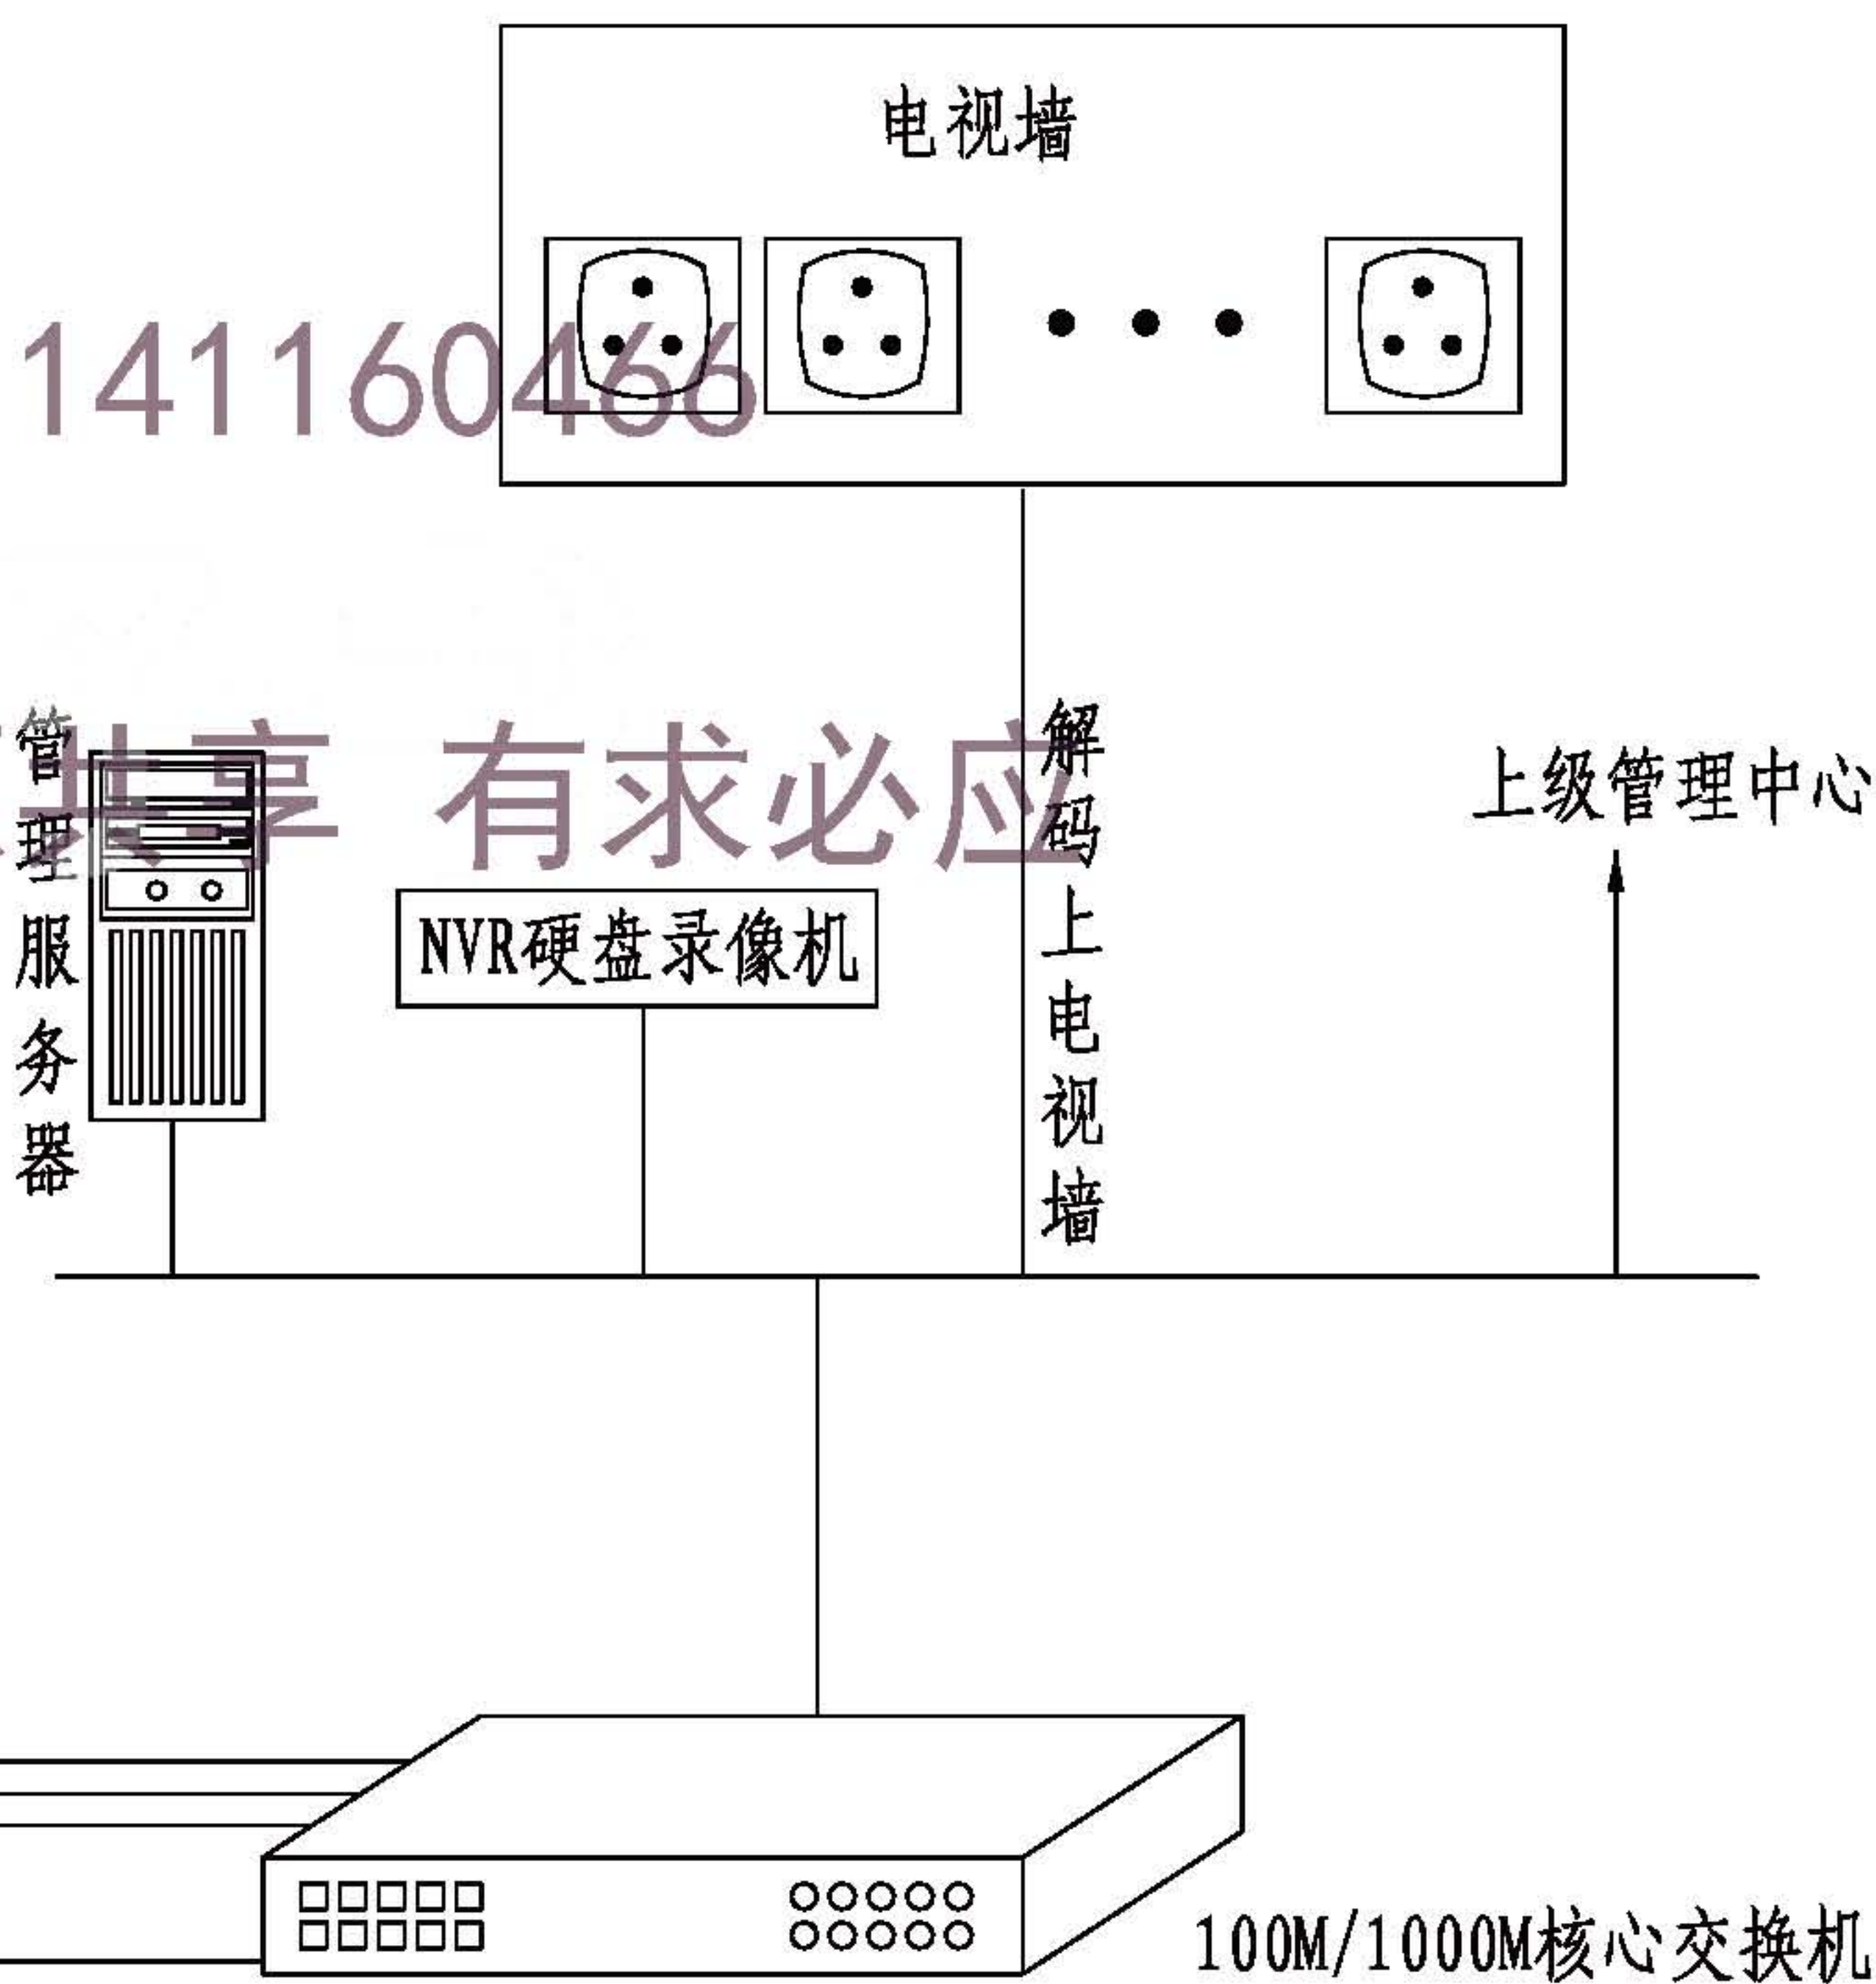 电视墙
141160466
共享 有求必应
管理服务器
NVR硬盘录像机
解码上电视墙
上级管理中心
100M/1000M核心交换机